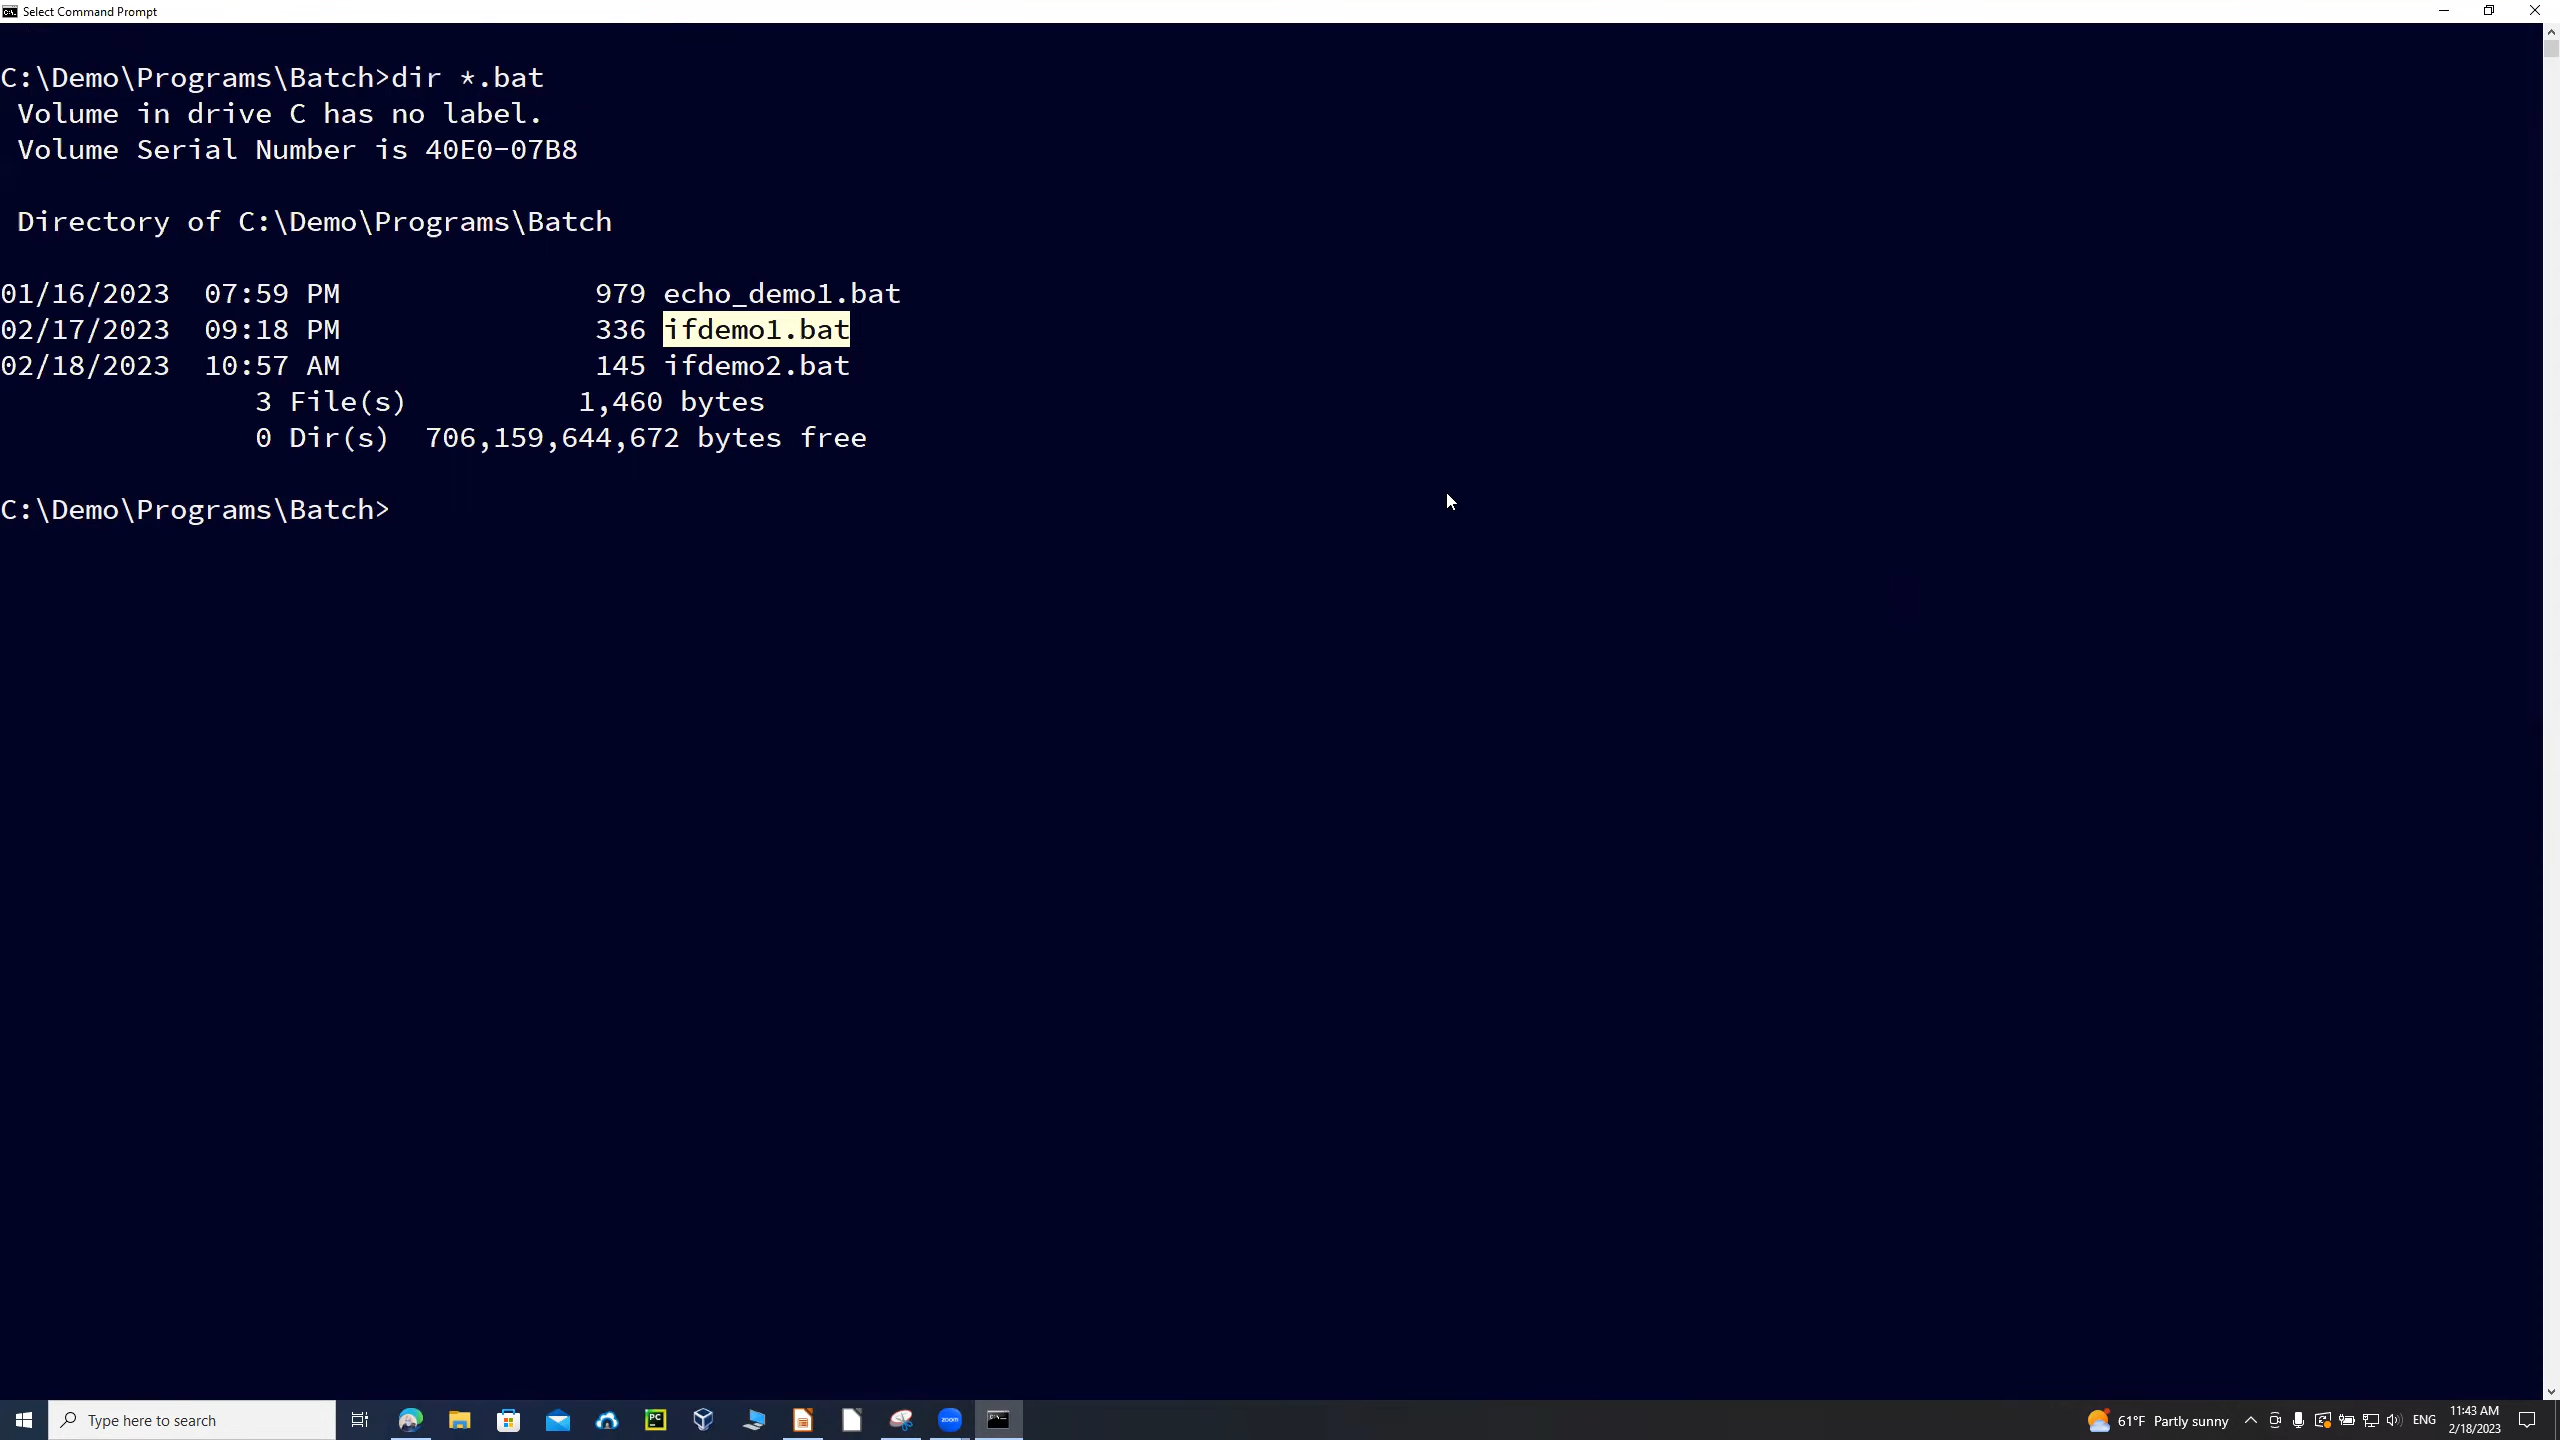 Select Command Prompt
C:\Demo\Programs\Batch>dir *.bat
 Volume in drive C has no label.
 Volume Serial Number is 40E0-07B8
 Directory of C:\Demo\Programs\Batch
01/16/2023  07:59 PM               979 echo_demo1.bat
02/17/2023  09:18 PM               336 ifdemo1.bat
02/18/2023  10:57 AM               145 ifdemo2.bat
               3 File(s)          1,460 bytes
               0 Dir(s)  706,159,644,672 bytes free
C:\Demo\Programs\Batch>
Type here to search
PC
zoom
61°F Partly sunny
ENG
11:43 AM
2/18/2023